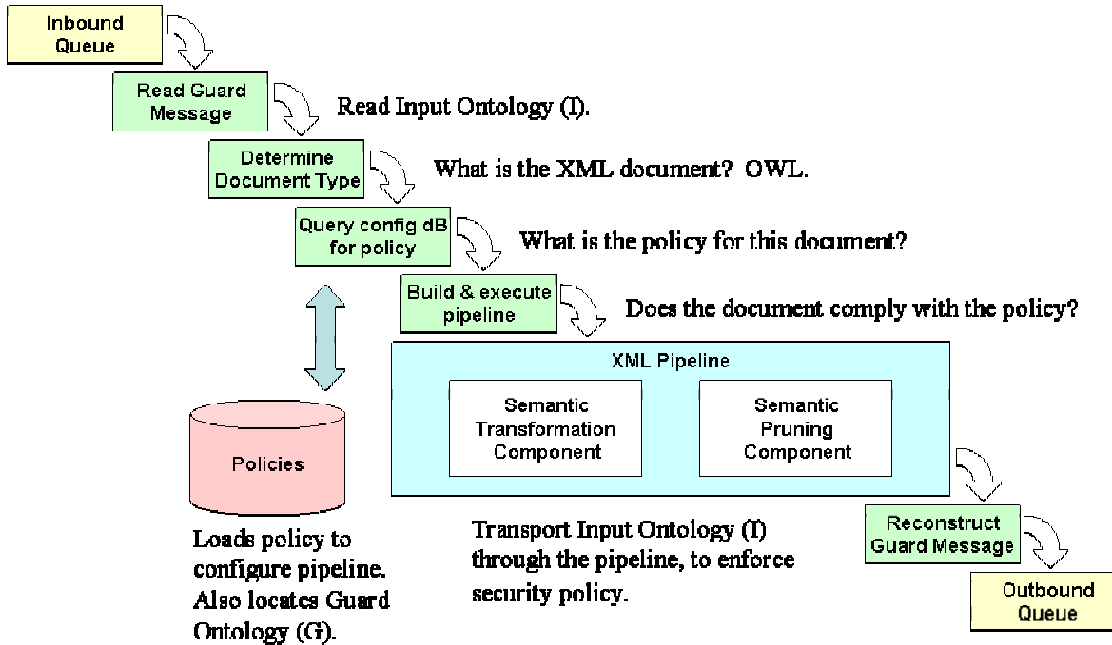 Inbound
Queue
Read Guard
Message
Read Input Ontology (I).
Determine
Document Type
What is the XML document?  OWL.
Query config dB
for policy
What is the policy for this document?
Build & execute
pipeline
Does the document comply with the policy?
XML Pipeline
Semantic
Transformation
Component
Semantic
Pruning
Component
Policies
Loads policy to
configure pipeline.
Also locates Guard
Ontology (G).
Transport Input Ontology (I)
through the pipeline, to enforce
security policy.
Reconstruct
Guard Message
Outbound
Queue